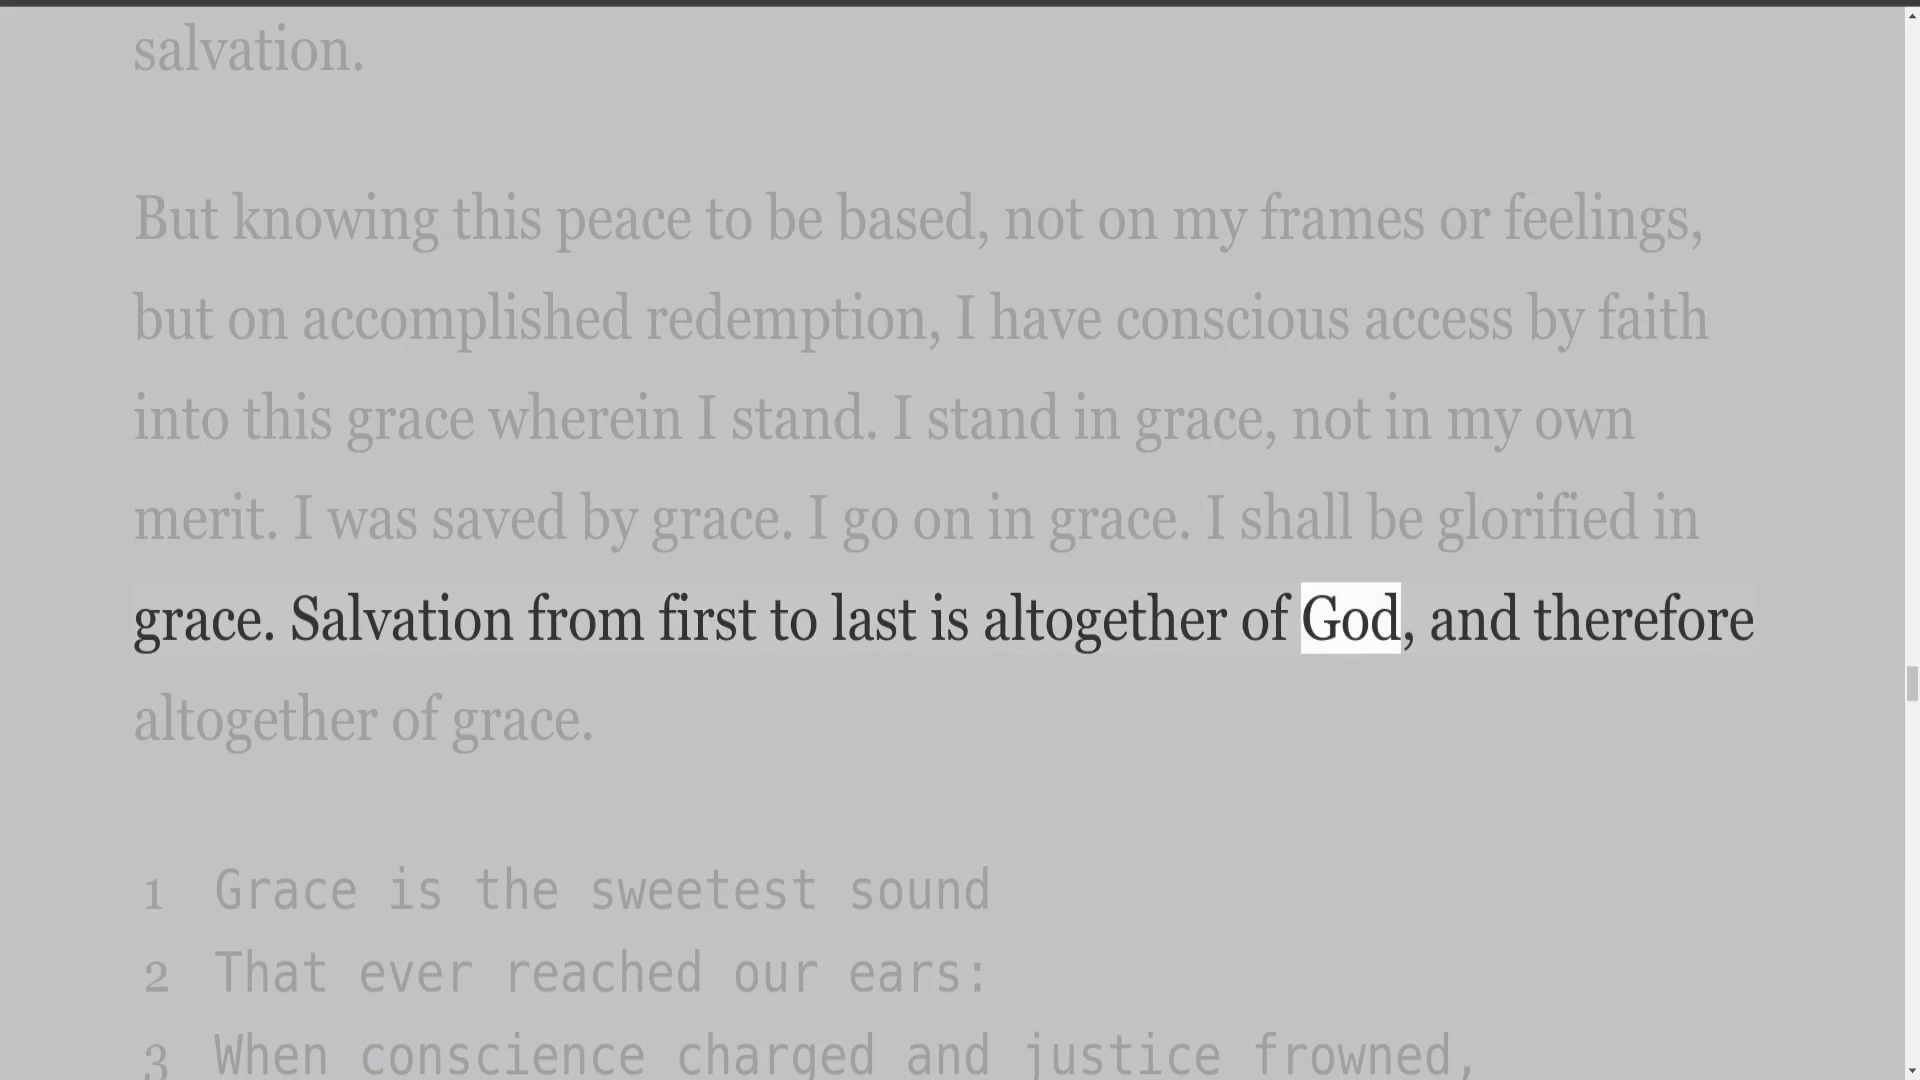 salvation.
But knowing this peace to be based, not on my frames or feelings,
but on accomplished redemption, I have conscious access by faith
into this grace wherein I stand. I stand in grace, not in my own
merit. I was saved by grace. I go on in grace. I shall be glorified in
grace. Salvation from first to last is altogether of God, and therefore
altogether of grace.
1 Grace is the sweetest sound
2 That ever reached our ears:
3 When conscience charged and justice frowned,